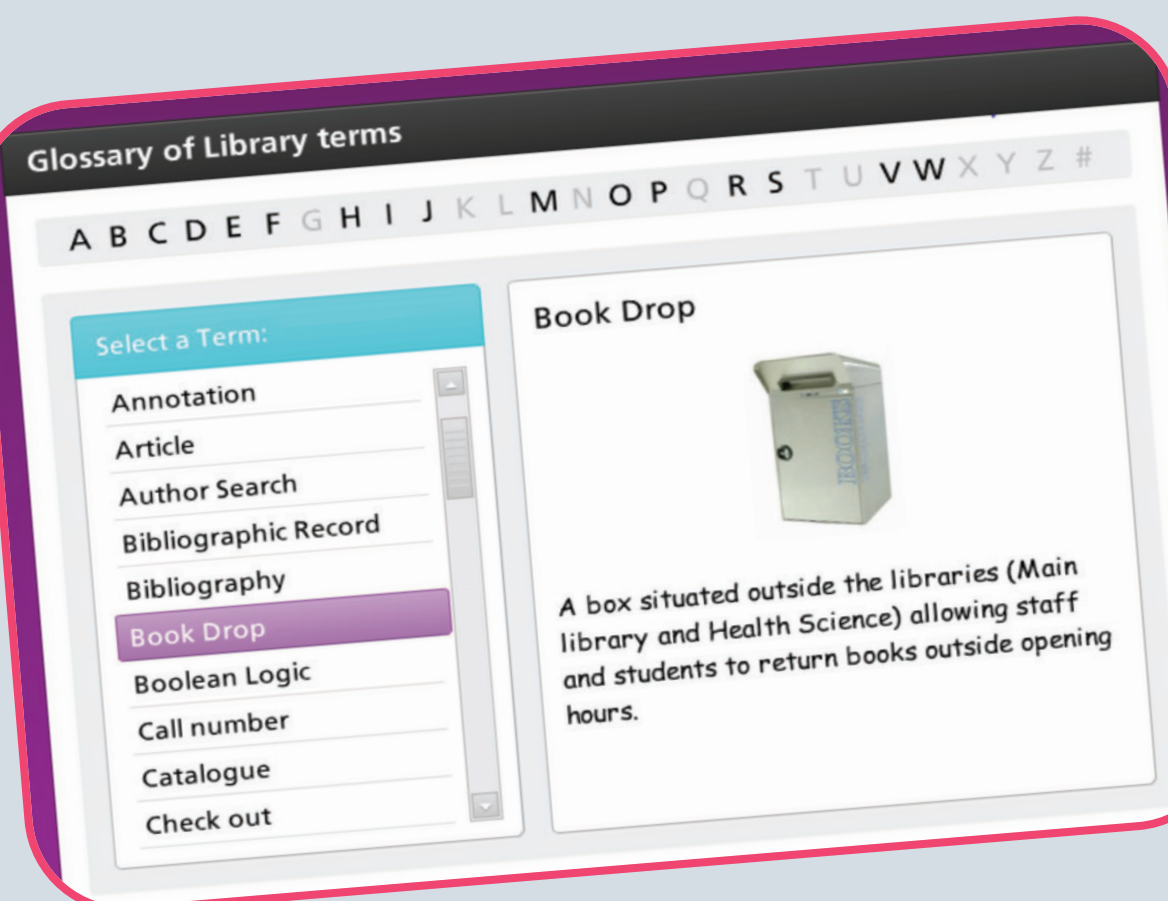 Glossary of Library terms
A B C D E F G H I J K L M N O P Q R S T U V W X Y Z #
Select a Term:
Annotation
Article
Author Search
Bibliographic Record
Bibliography
Book Drop
Boolean Logic
Call number
Catalogue
Check out
Book Drop
BOOKS
A box situated outside the libraries (Main
library and Health Science) allowing staff
and students to return books outside opening
hours.